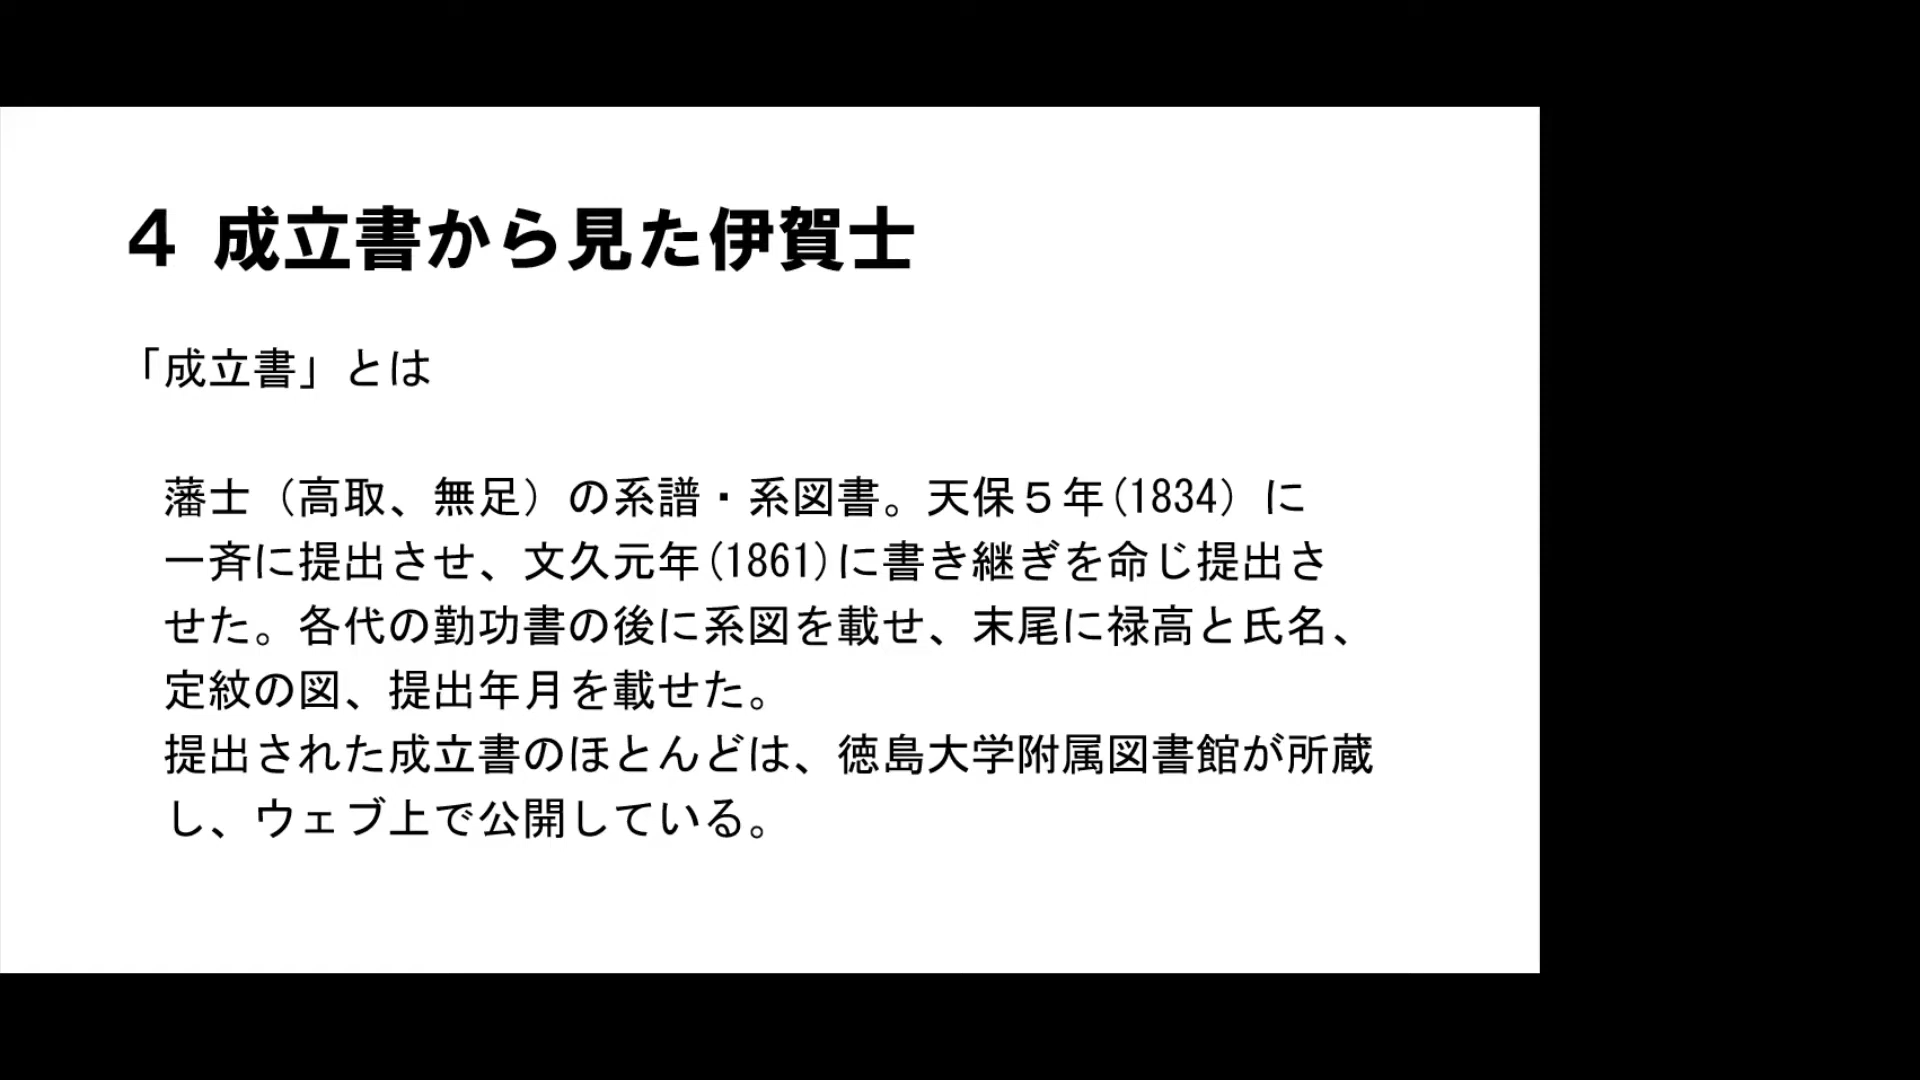 ４ 成立書から見た伊賀士
「成立書」とは
藩士（高取、無足）の系譜・系図書。天保５年(1834）に
一斉に提出させ、文久元年(1861)に書き継ぎを命じ提出さ
せた。各代の勤功書の後に系図を載せ、末尾に禄高と氏名、
定紋の図、提出年月を載せた。
提出された成立書のほとんどは、徳島大学附属図書館が所蔵
し、ウェブ上で公開している。